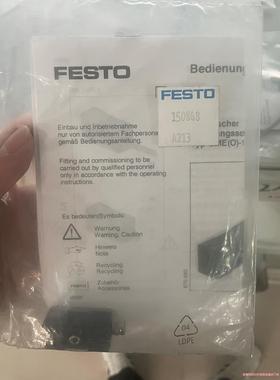 FESTO
Bedienung
FESTO
150848
A213
Einbau und Inbetriebnahme
nur von autorisiertem Fachpersonal
gemäß Bedienungsanleitung.
Fitting and commissioning to
be carried out by qualified personnel
only in accordance with the operating
instructions.
Es bedeuten/Symbols:
Warnung
Warning, Caution
Hinweis
Note
Recycling
Recycling
Zubehör
Accessories
04
LDPE